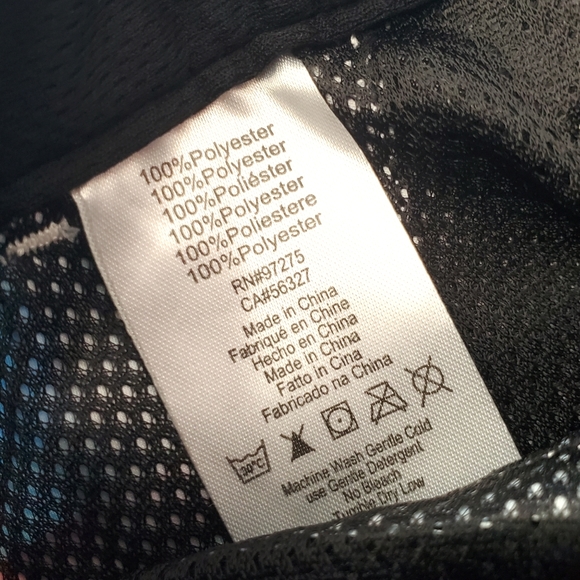 100%Polyester
100%Polyester
100%Poliéster
100%Polyester
100%Poliestere
100%Polyester
RN#97275
CA#56327
Made in China
Fabriqué en Chine
Hecho en China
Made in China
Fatto in Cina
Fabricado na China
30°C
Machine Wash Gentle Cold
use Gentle Detergent
No Bleach
Tumble Dry Low